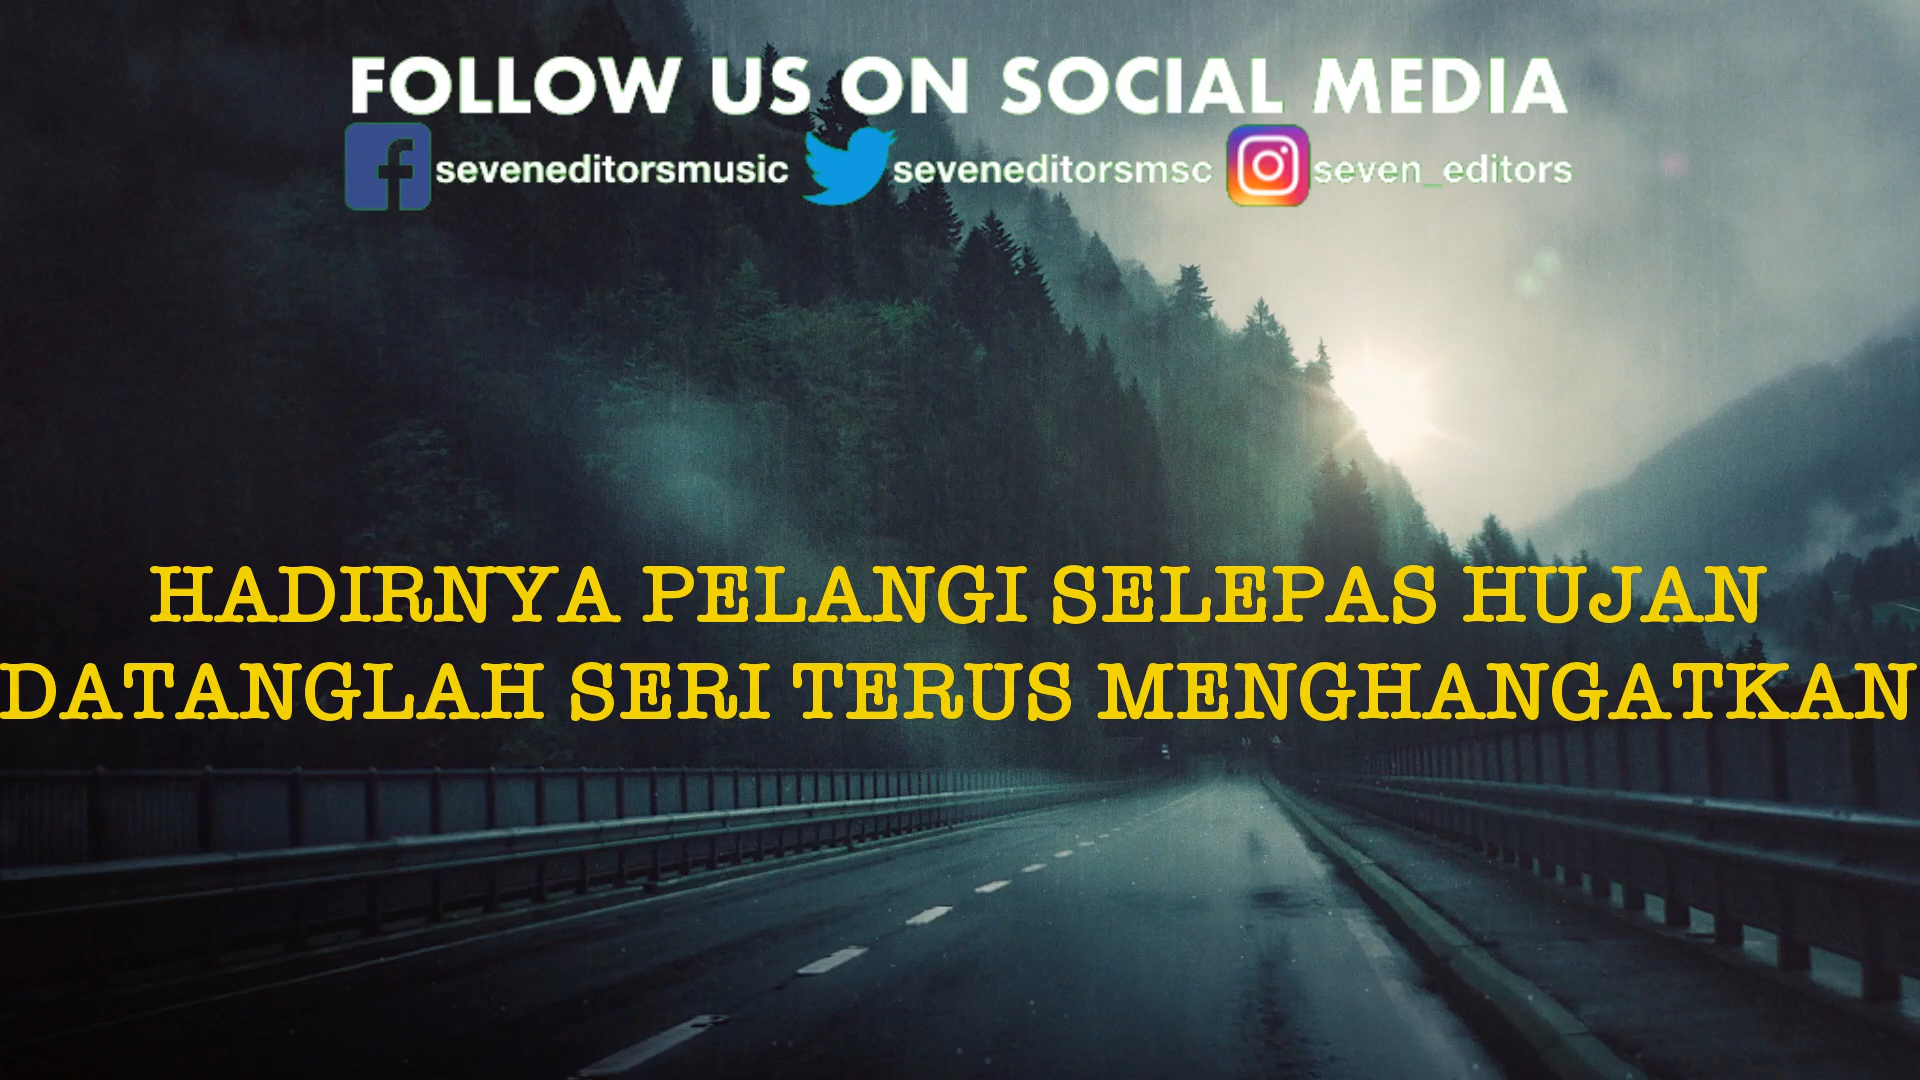 FOLLOW US ON SOCIAL MEDIA
seveneditorsmusic seveneditorsmsc seven_editors
HADIRNYA PELANGI SELEPAS HUJAN
DATANGLAH SERI TERUS MENGHANGATKAN